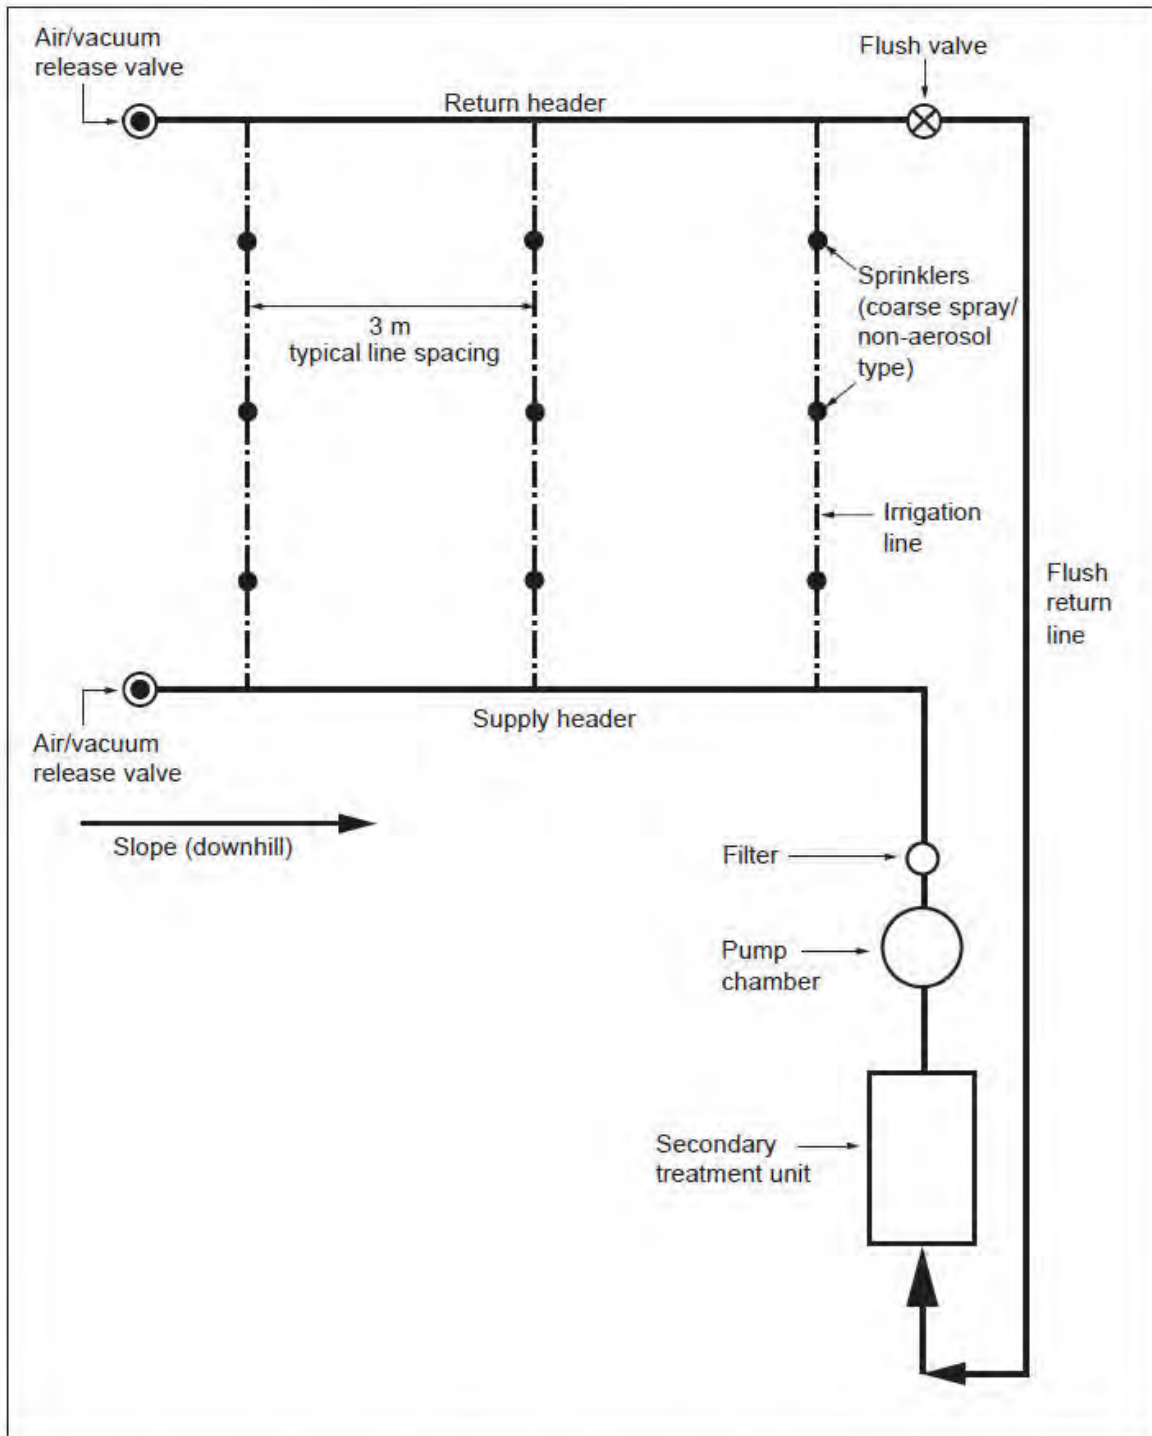 Air/vacuum
release valve
Flush valve
Return header
Sprinklers
(coarse spray/
non-aerosol
type)
3 m
typical line spacing
Irrigation
line
Flush
return
line
Supply header
Air/vacuum
release valve
Slope (downhill)
Filter
Pump
chamber
Secondary
treatment unit